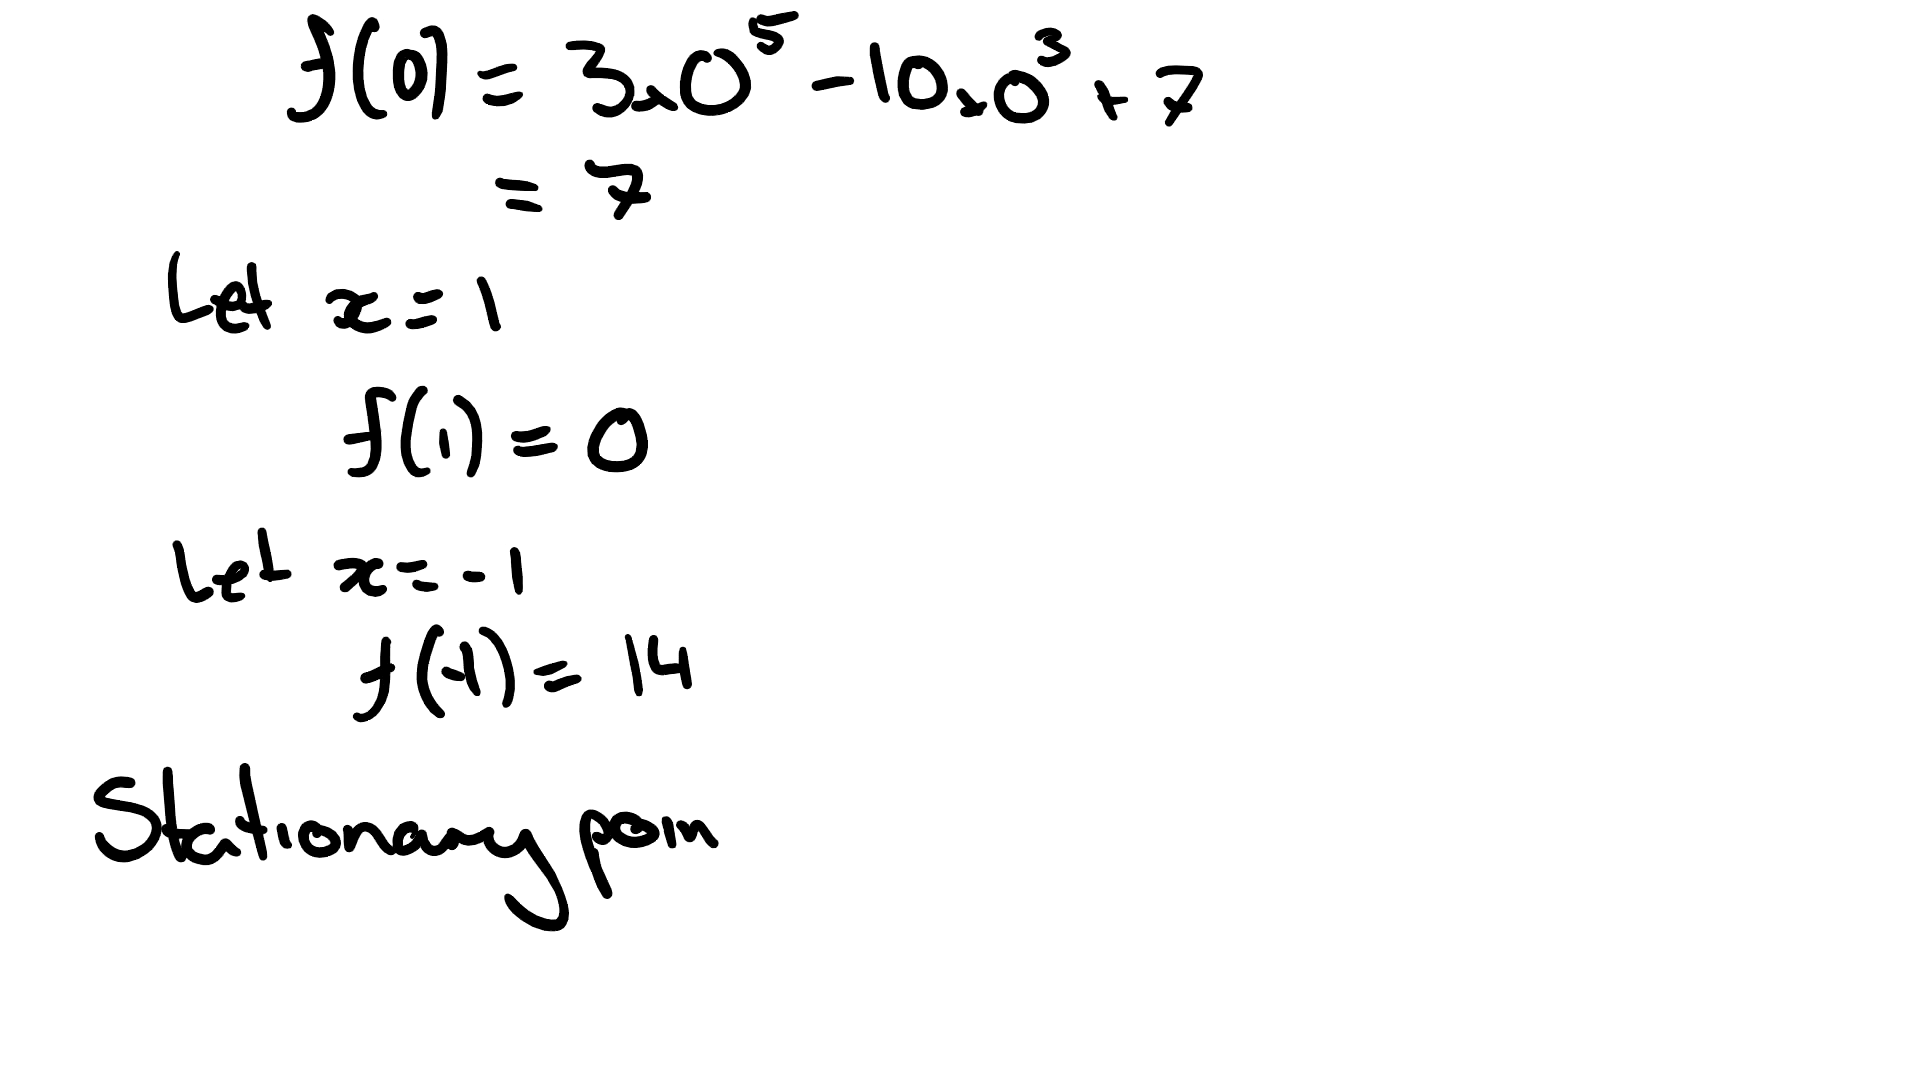 f(0) = 3×0⁵ - 10×0³ + 7
= 7
Let x = 1
f(1) = 0
Let x = -1
f(-1) = 14
Stationary poin